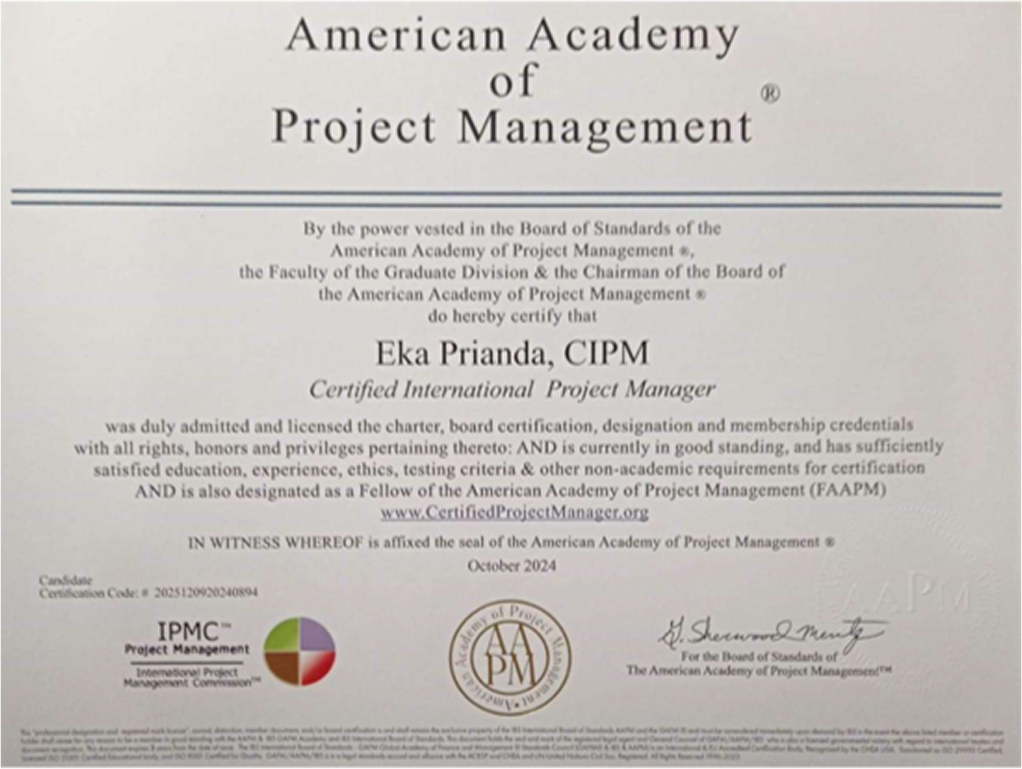 American Academy
of
Project Management ®
By the power vested in the Board of Standards of the
American Academy of Project Management ®,
the Faculty of the Graduate Division & the Chairman of the Board of
the American Academy of Project Management ®
do hereby certify that
Eka Prianda, CIPM
Certified International Project Manager
was duly admitted and licensed the charter, board certification, designation and membership credentials
with all rights, honors and privileges pertaining thereto: AND is currently in good standing, and has sufficiently
satisfied education, experience, ethics, testing criteria & other non-academic requirements for certification
AND is also designated as a Fellow of the American Academy of Project Management (FAAPM)
www.CertifiedProjectManager.org
IN WITNESS WHEREOF is affixed the seal of the American Academy of Project Management ®
October 2024
Candidate
Certification Code: # 2025120920240894
IPMC™
Project Management
International Project
Management Commission™
American Academy of Project Management
AA
PM
AAPM
G. Sherwood Mentz
For the Board of Standards of
The American Academy of Project Management™